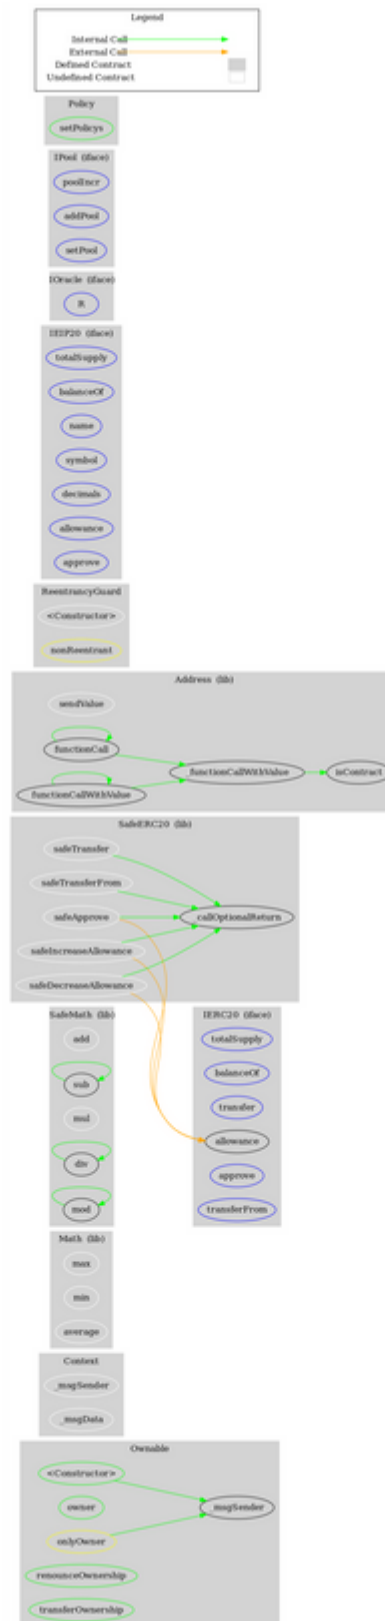 Legend
Internal Call
External Call
Defined Contract
Undefined Contract
Policy
setPolicys
IPool (iface)
poolIncr
addPool
setPool
IOracle (iface)
R
IEIP20 (iface)
totalSupply
balanceOf
name
symbol
decimals
allowance
approve
ReentrancyGuard
<Constructor>
nonReentrant
Address (lib)
sendValue
functionCall
functionCallWithValue
_functionCallWithValue
isContract
SafeERC20 (lib)
safeTransfer
safeTransferFrom
safeApprove
safeIncreaseAllowance
safeDecreaseAllowance
_callOptionalReturn
SafeMath (lib)
add
sub
mul
div
mod
IERC20 (iface)
totalSupply
balanceOf
transfer
allowance
approve
transferFrom
Math (lib)
max
min
average
Context
_msgSender
_msgData
Ownable
<Constructor>
owner
onlyOwner
renounceOwnership
transferOwnership
_msgSender